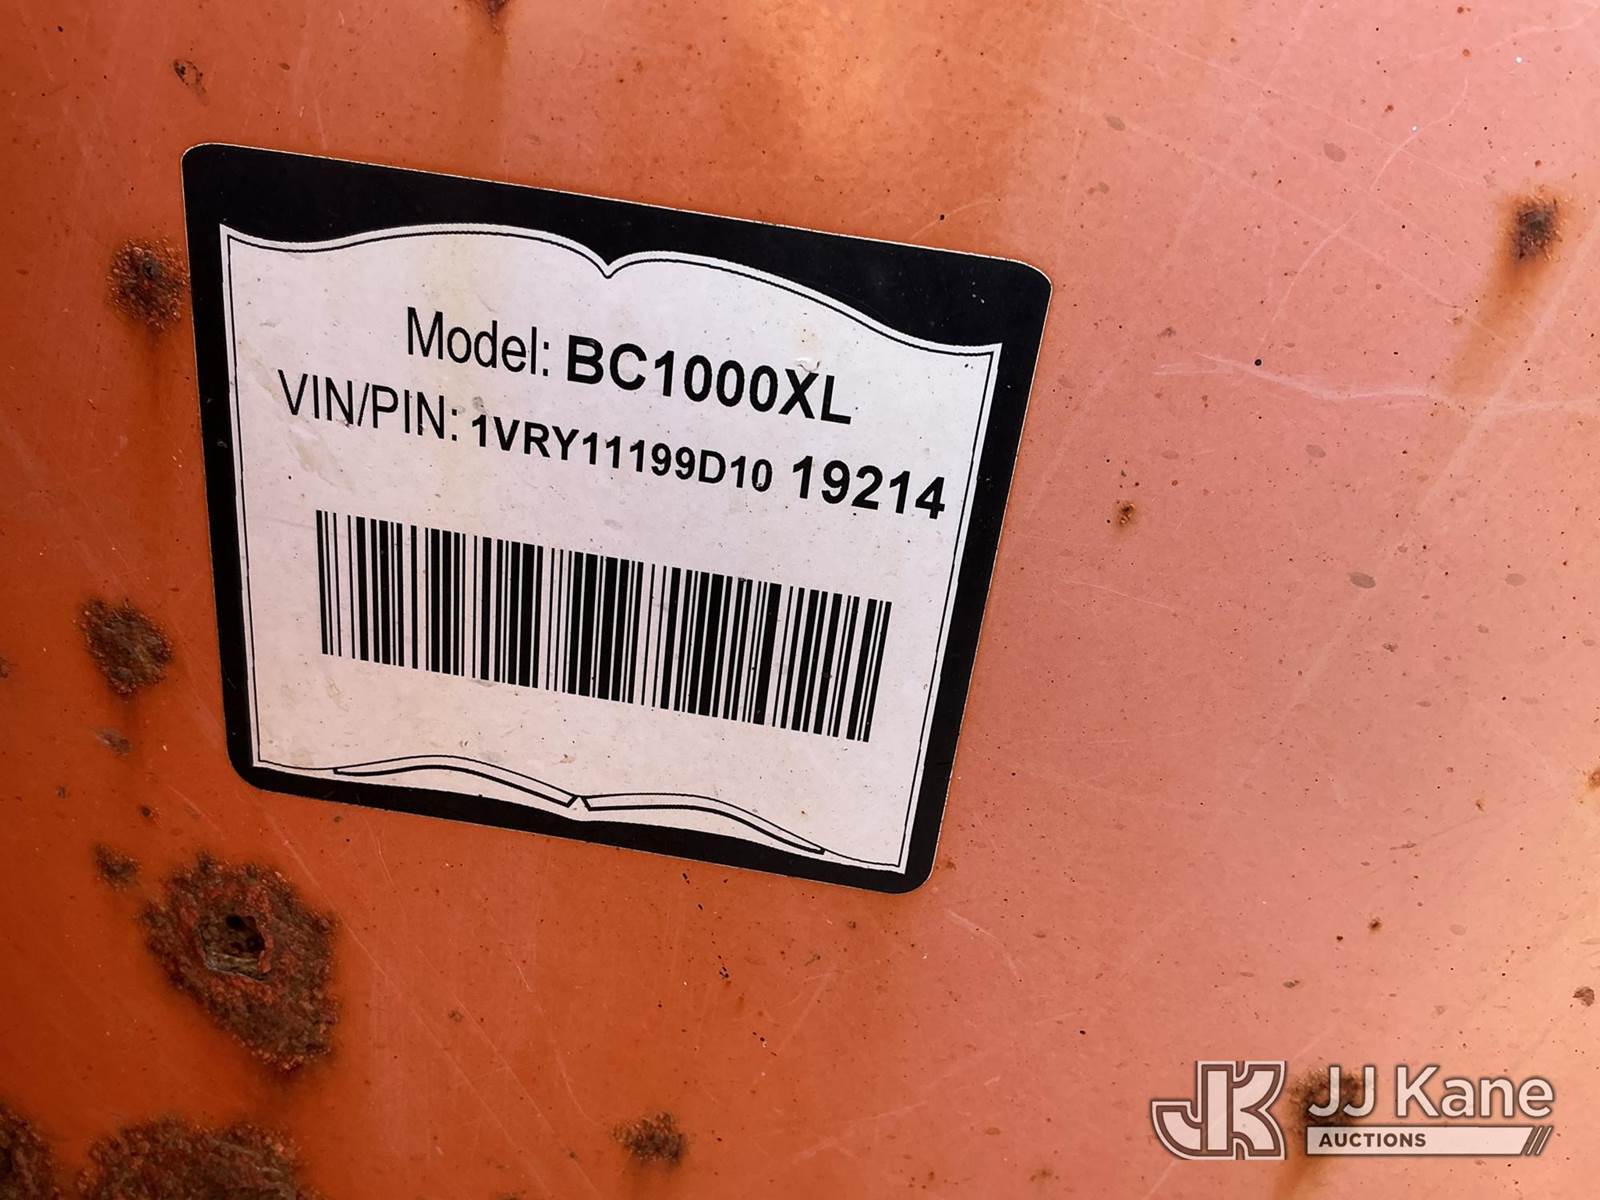 Model: BC1000XL
VIN/PIN: 1VRY11199D10 19214
JJ Kane
AUCTIONS